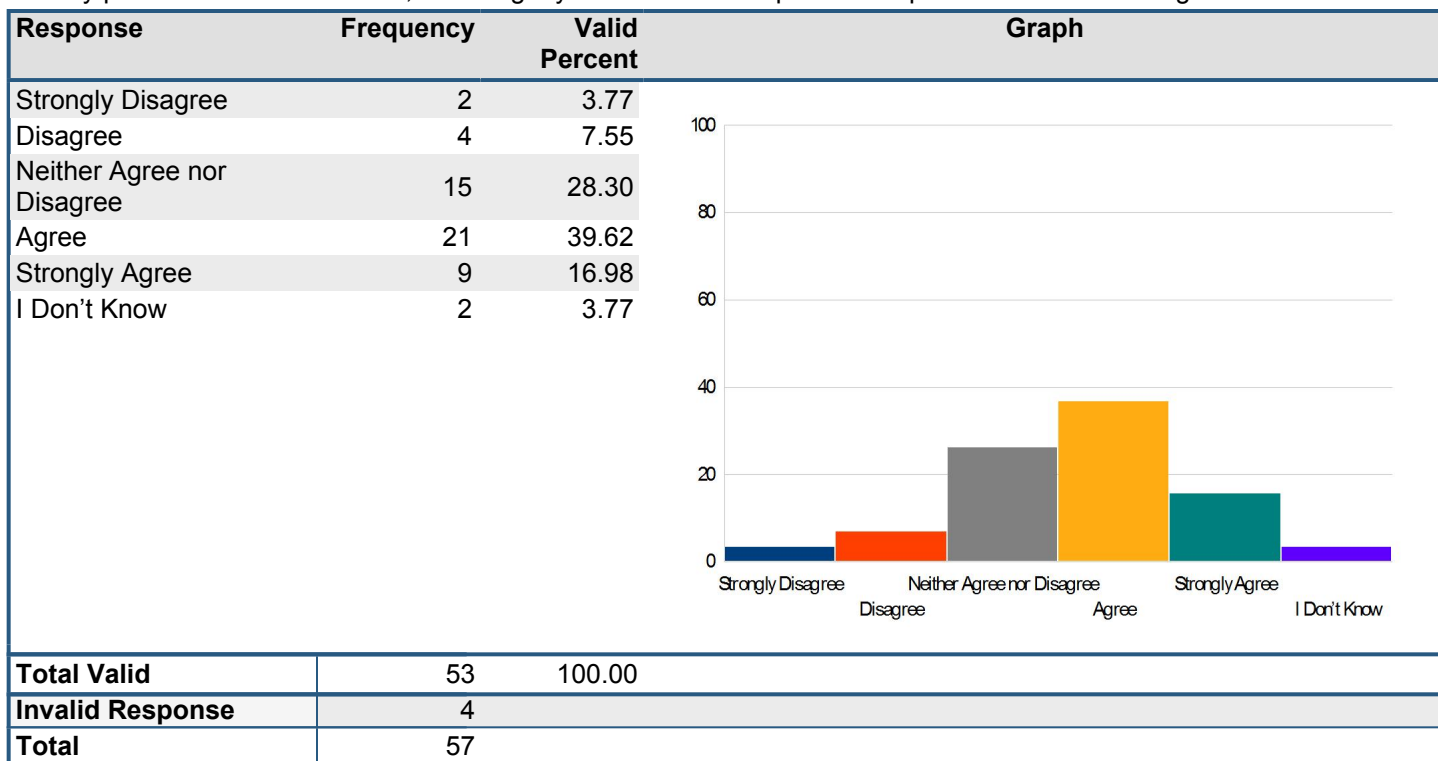 Response Frequency Valid Percent Graph
Strongly Disagree 2 3.77
Disagree 4 7.55
Neither Agree nor Disagree 15 28.30
Agree 21 39.62
Strongly Agree 9 16.98
I Don’t Know 2 3.77
100
80
60
40
20
0
Strongly Disagree Neither Agree nor Disagree Strongly Agree
Disagree Agree I Don't Know
Total Valid 53 100.00
Invalid Response 4
Total 57